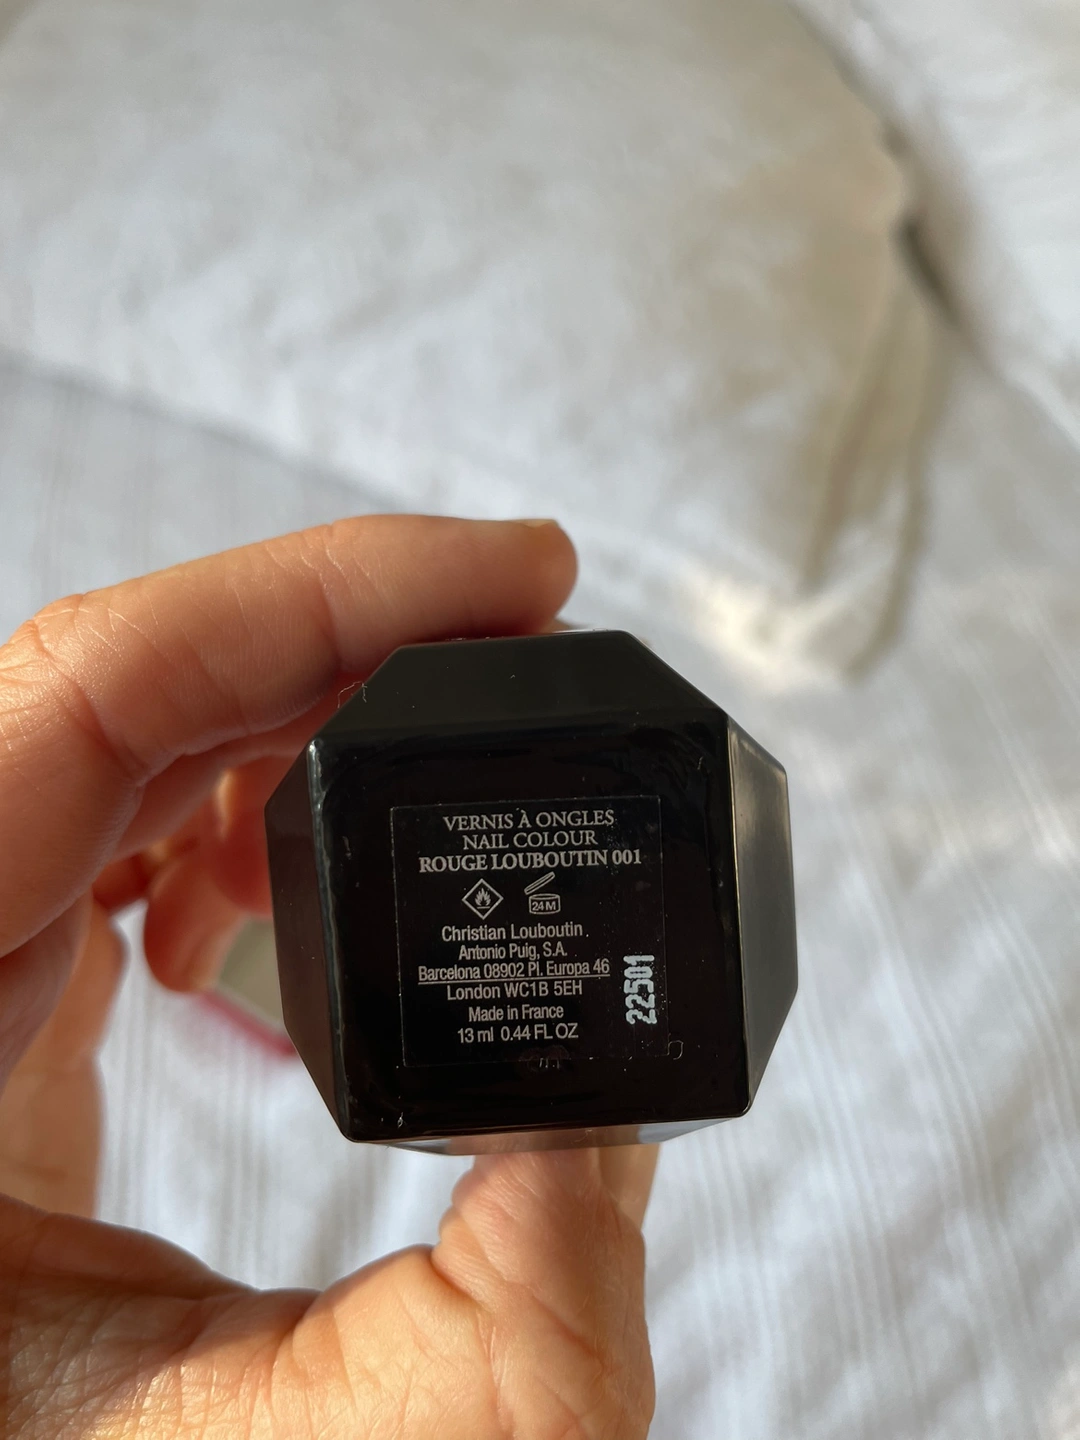 VERNIS À ONGLES
NAIL COLOUR
ROUGE LOUBOUTIN 001
24 M
Christian Louboutin
Antonio Puig, S.A.
Barcelona 08902 Pl. Europa 46
London WC1B 5EH
Made in France
13 ml 0.44 FL OZ
22501